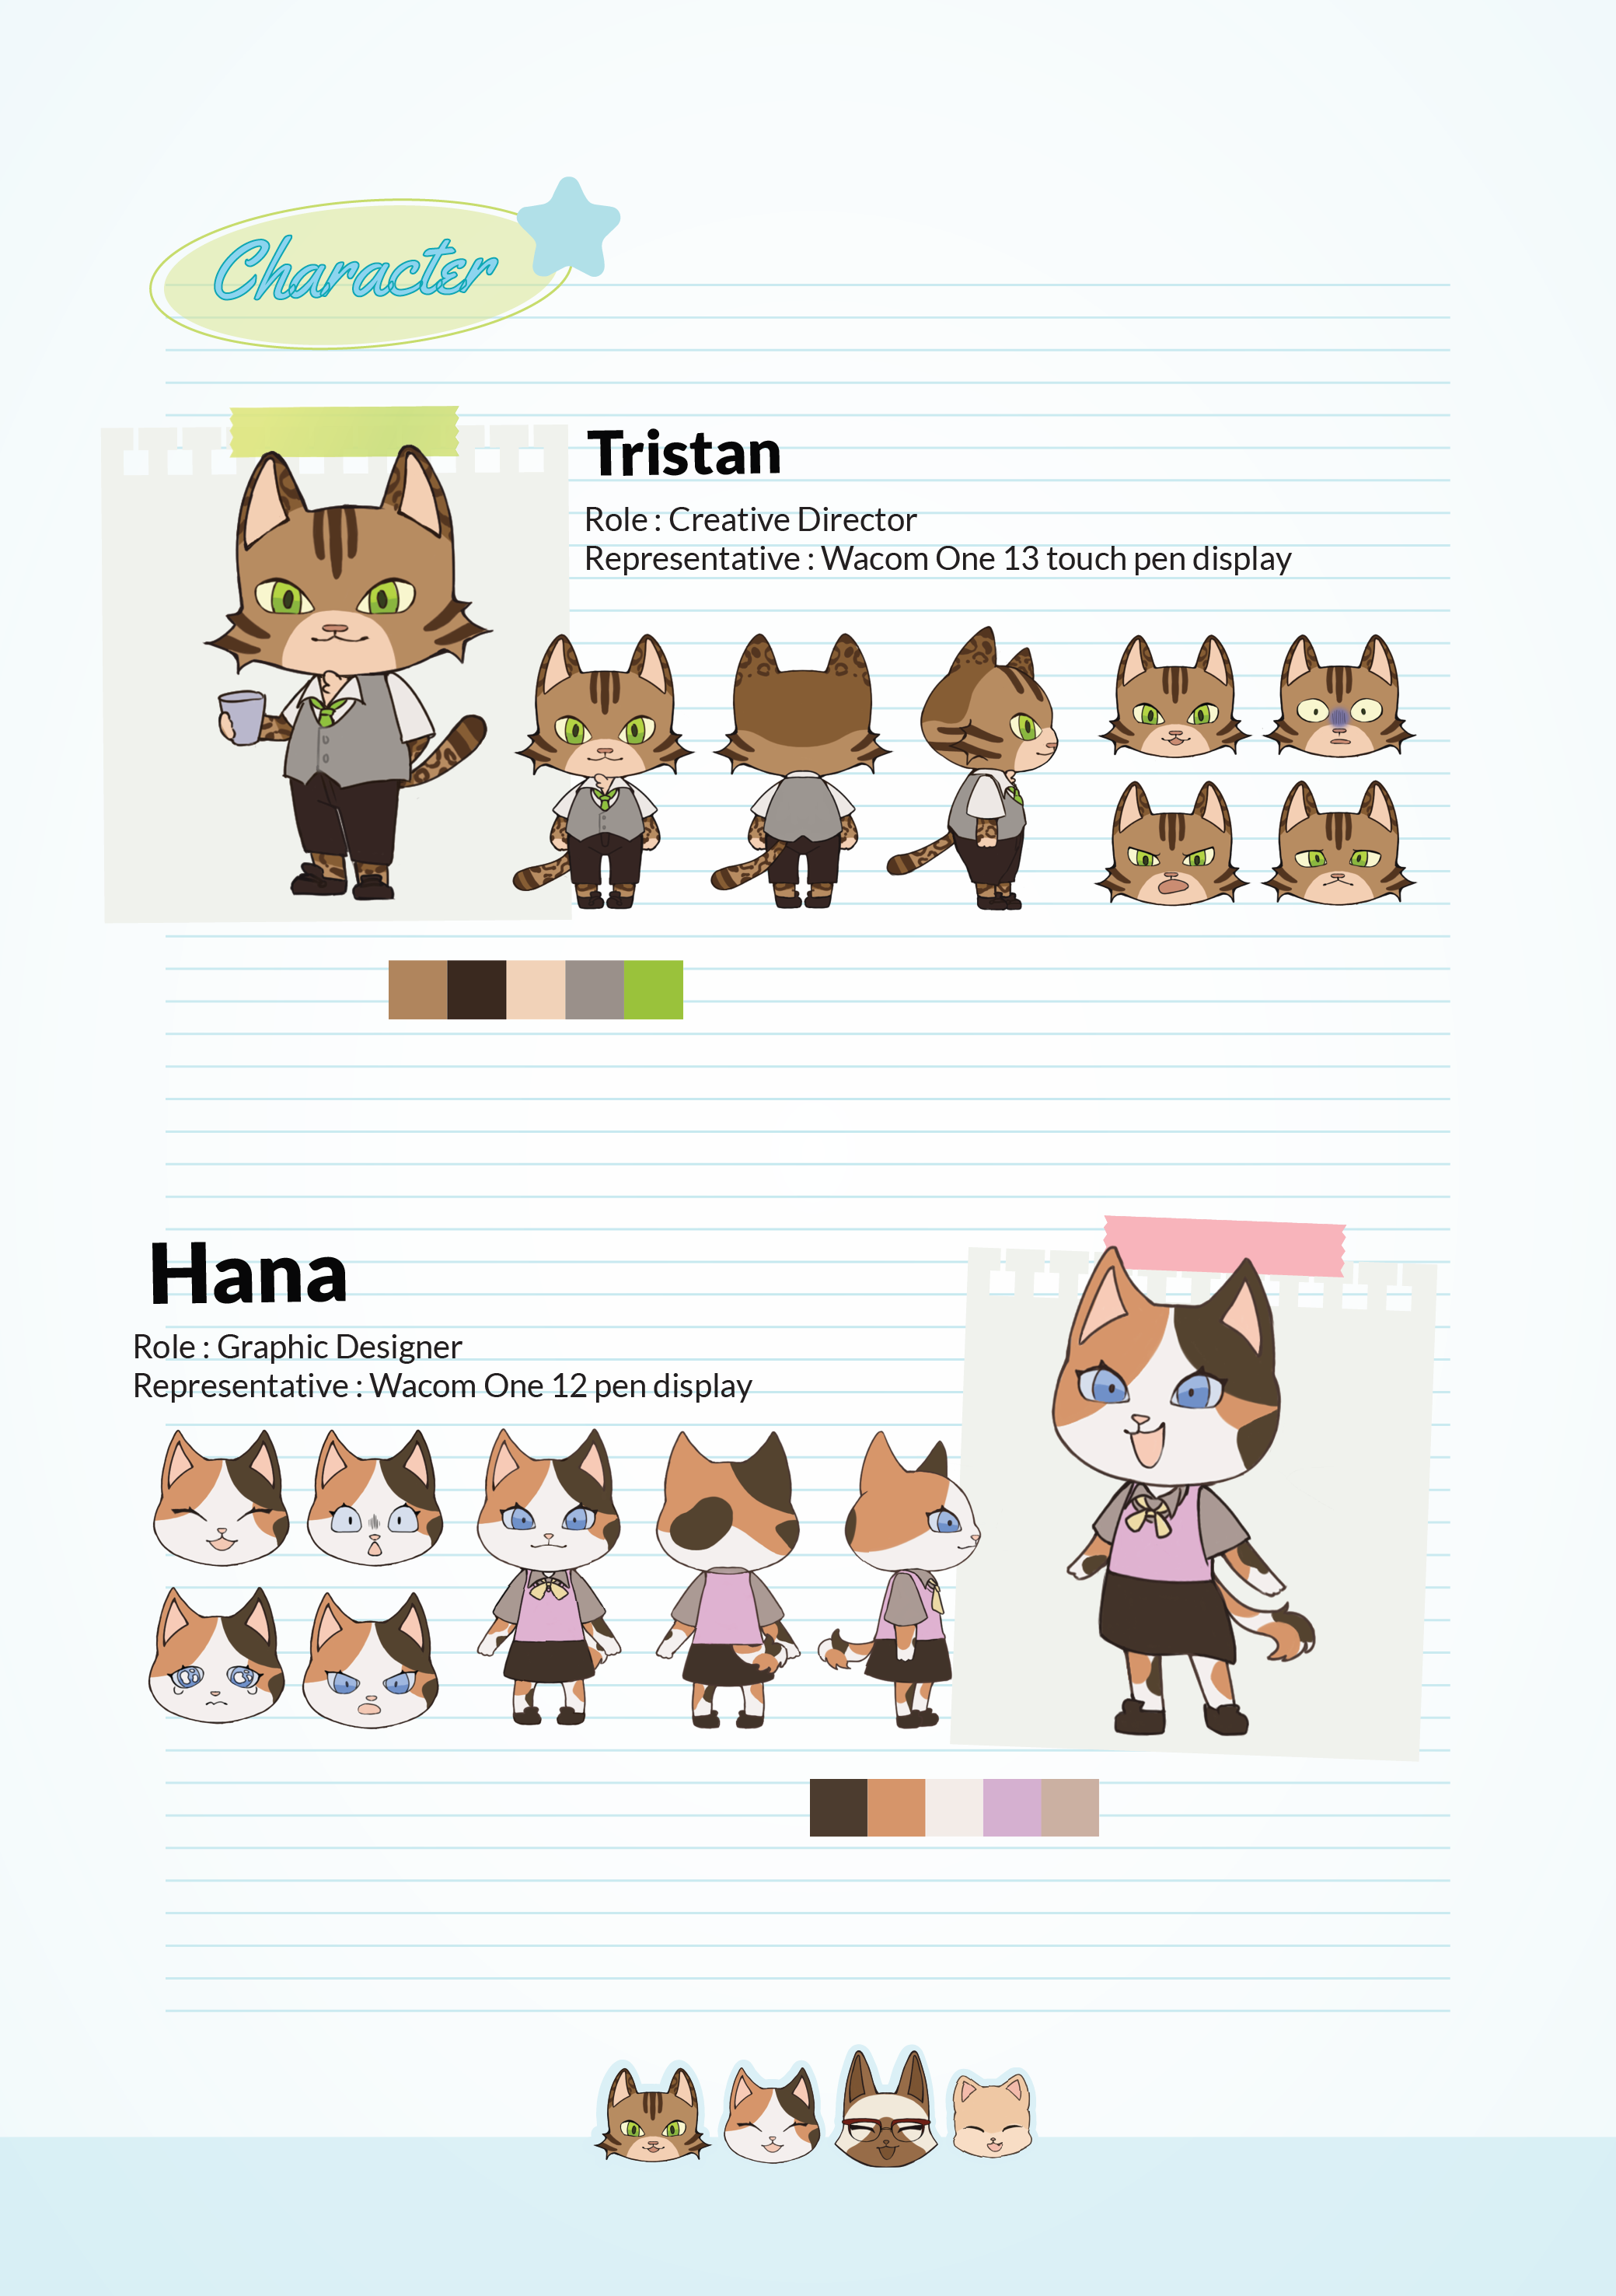 Character
Tristan
Role : Creative Director
Representative : Wacom One 13 touch pen display
Hana
Role : Graphic Designer
Representative : Wacom One 12 pen display